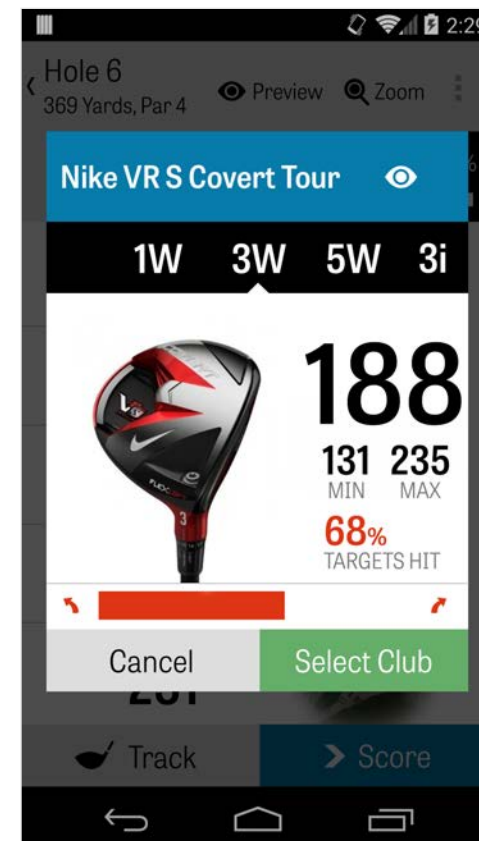 2:29
Hole 6
369 Yards, Par 4
Preview
Zoom
%
Nike VR S Covert Tour
1W 3W 5W 3i
188
131 235
MIN MAX
68%
TARGETS HIT
3
Cancel
Select Club
Track
Score